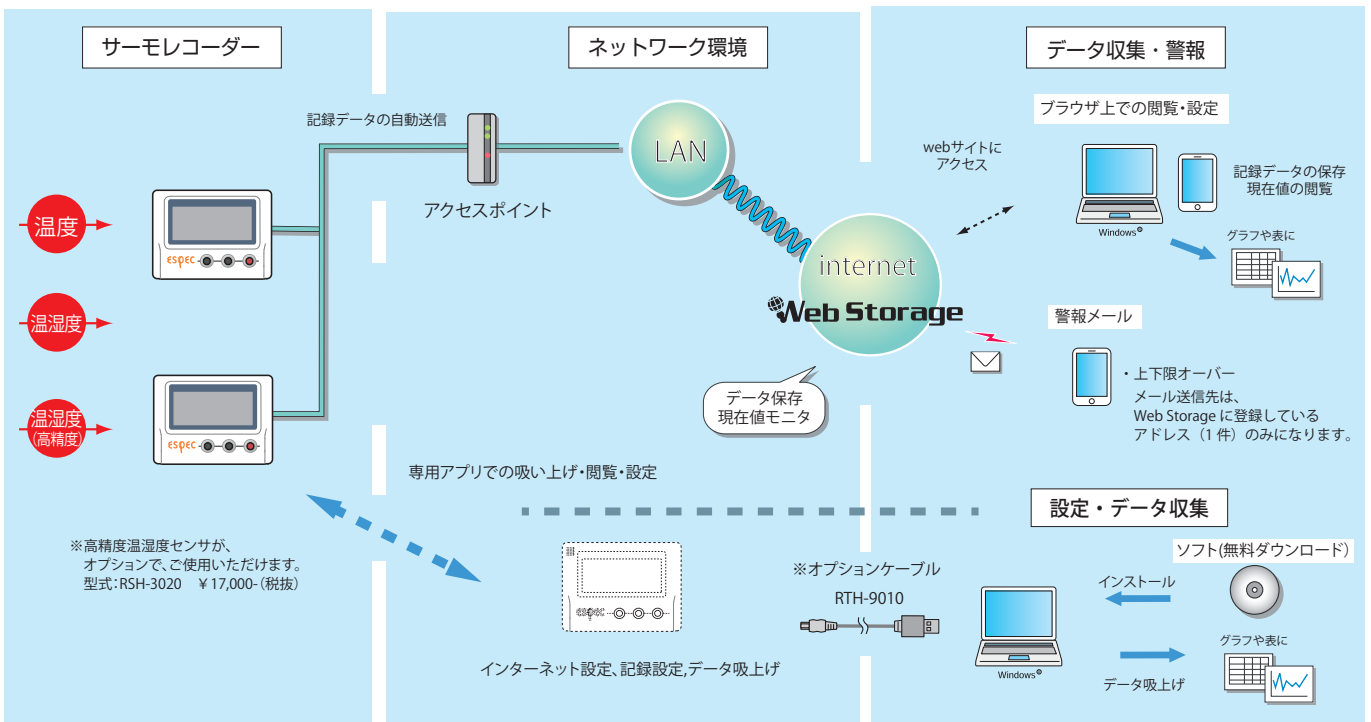 サーモレコーダー
ネットワーク環境
データ収集・警報
記録データの自動送信
アクセスポイント
LAN
internet
Web Storage
データ保存
現在値モニタ
webサイトに
アクセス
ブラウザ上での閲覧・設定
Windows®
記録データの保存
現在値の閲覧
グラフや表に
警報メール
・上下限オーバー
メール送信先は、
Web Storage に登録している
アドレス（1 件）のみになります。
温度
温湿度
温湿度
(高精度)
espec
espec
※高精度温湿度センサが、
オプションで、ご使用いただけます。
型式：RSH-3020　￥17,000-（税抜）
専用アプリでの吸い上げ・閲覧・設定
espec
インターネット設定、記録設定,データ吸上げ
※オプションケーブル
RTH-9010
設定・データ収集
ソフト(無料ダウンロード）
インストール
Windows®
データ吸上げ
グラフや表に